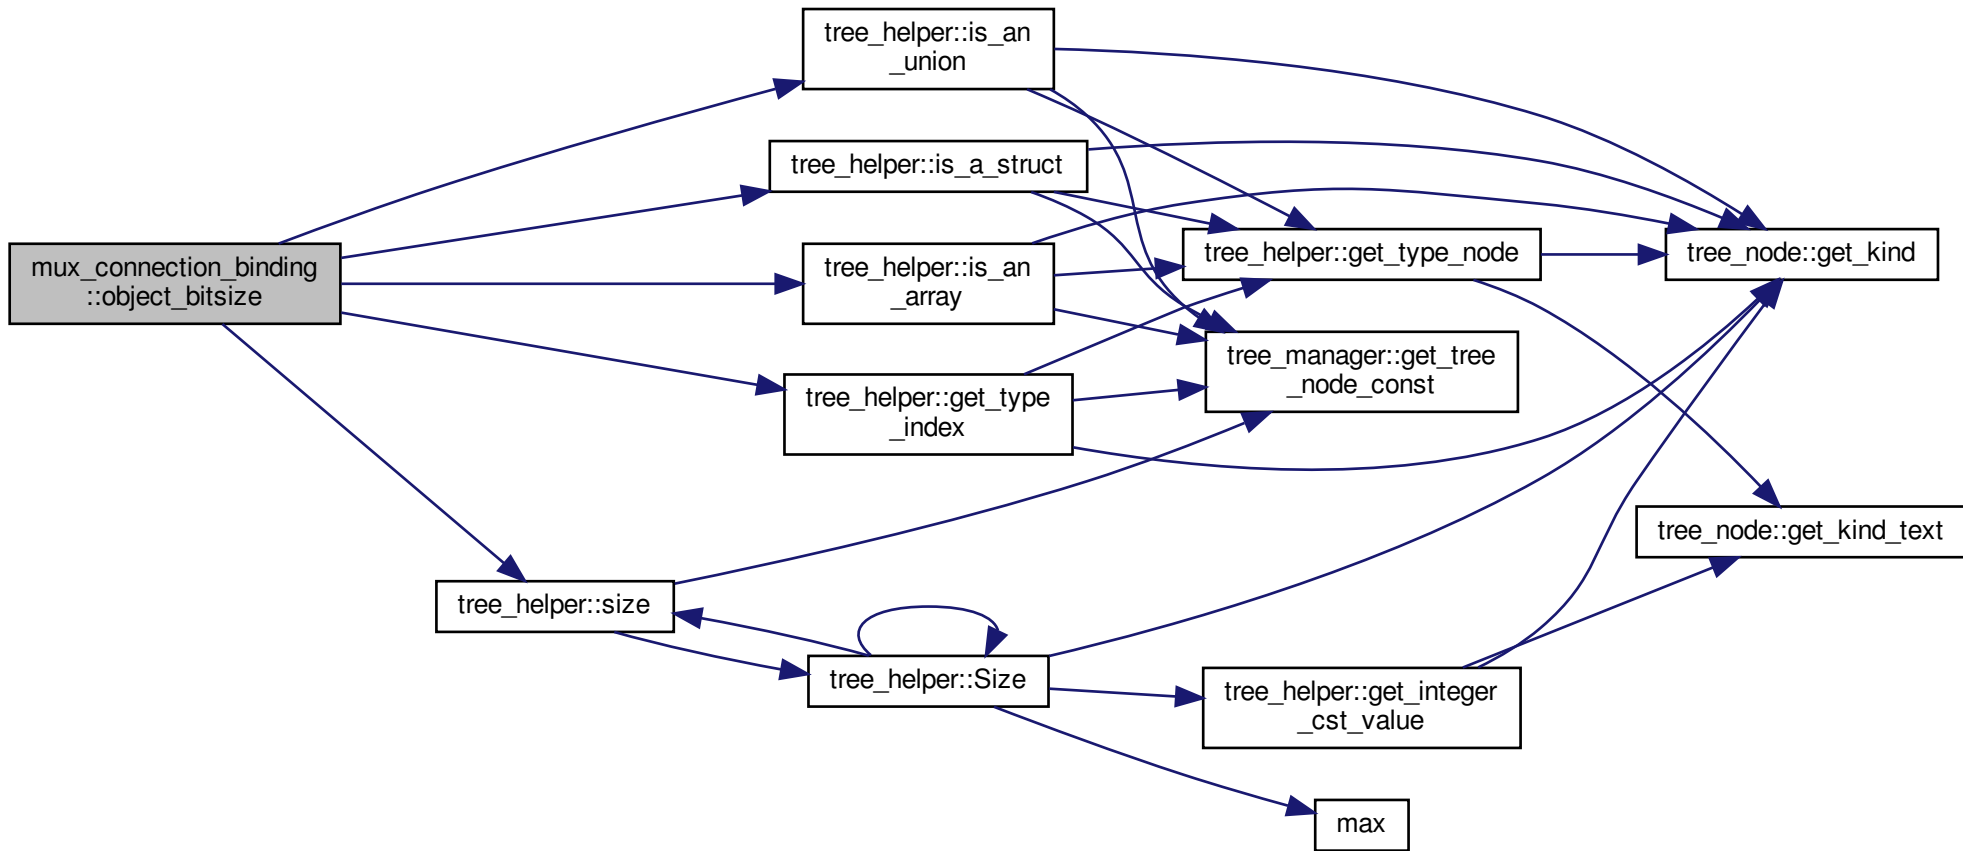 mux_connection_binding
::object_bitsize
tree_helper::is_an
_union
tree_helper::is_a_struct
tree_helper::is_an
_array
tree_helper::get_type
_index
tree_helper::size
tree_helper::Size
tree_helper::get_type_node
tree_manager::get_tree
_node_const
tree_helper::get_integer
_cst_value
max
tree_node::get_kind
tree_node::get_kind_text